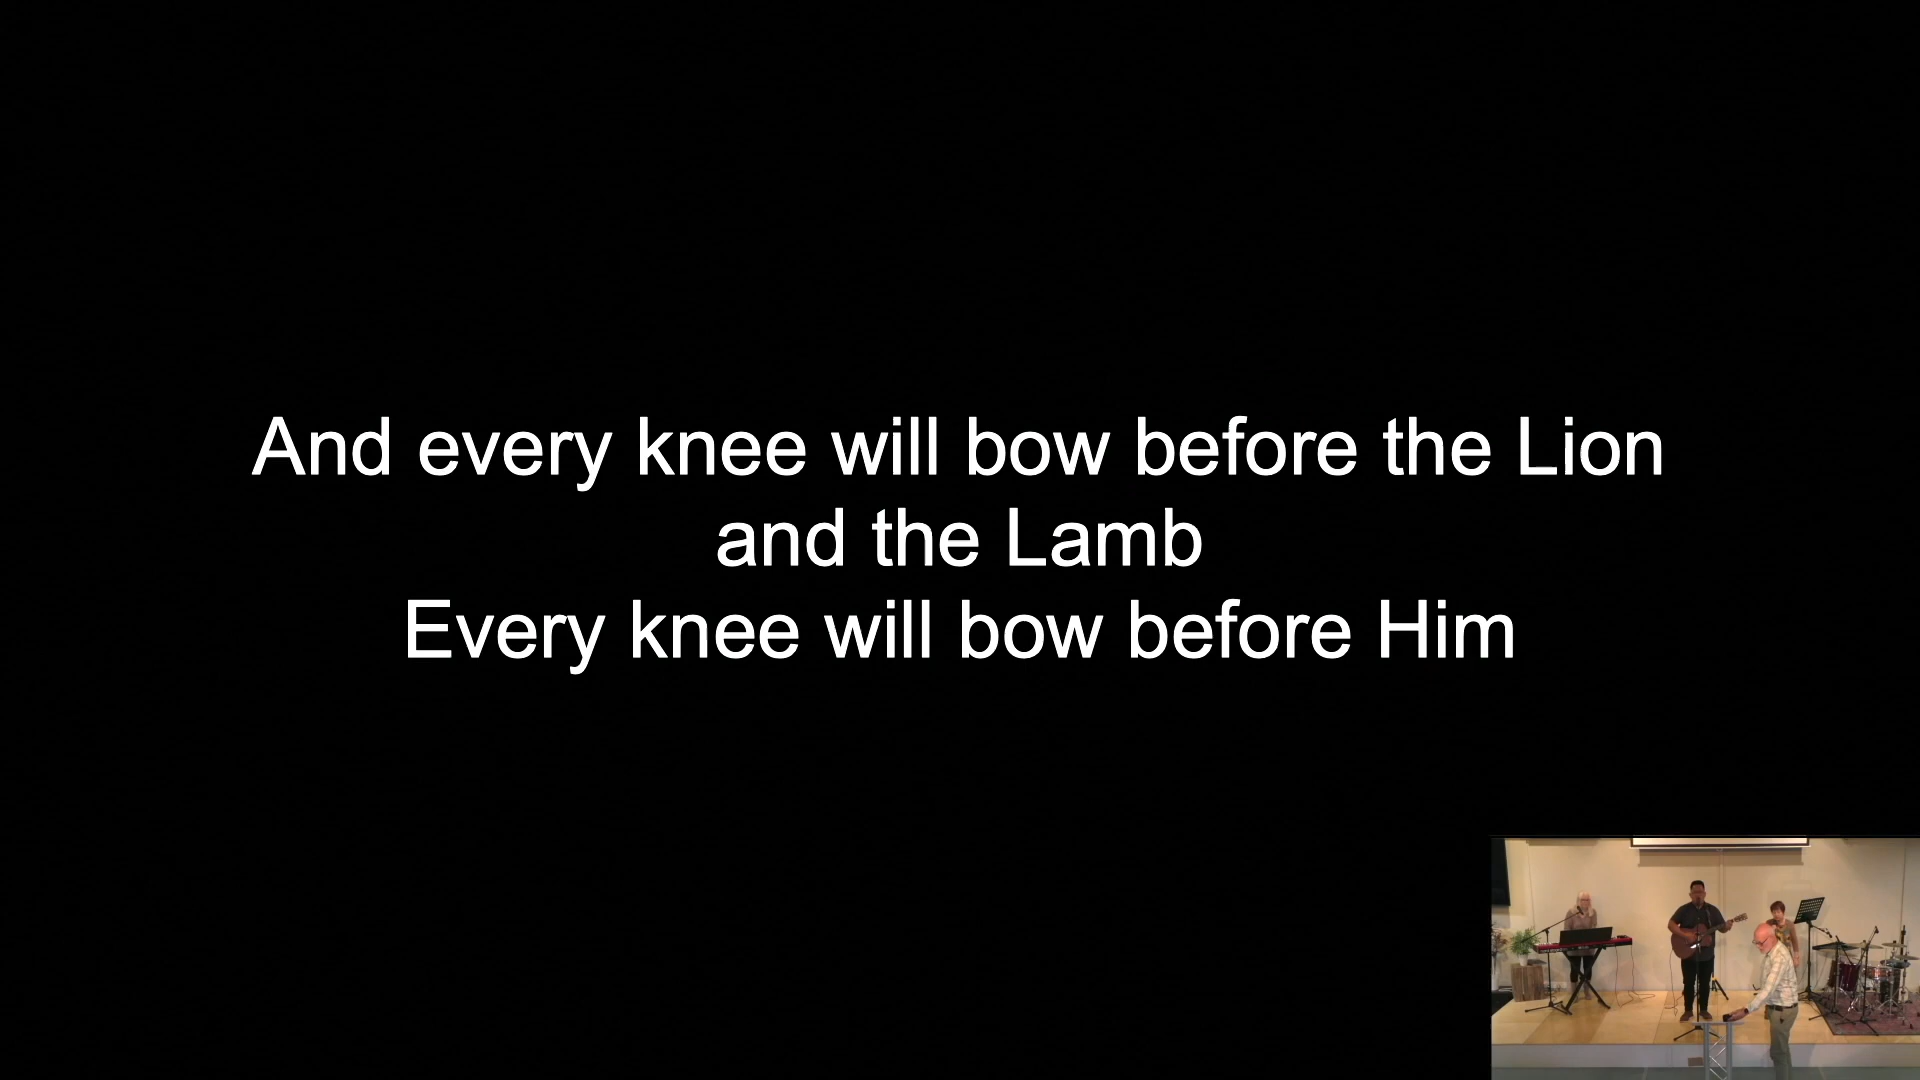 And every knee will bow before the Lion
and the Lamb
Every knee will bow before Him